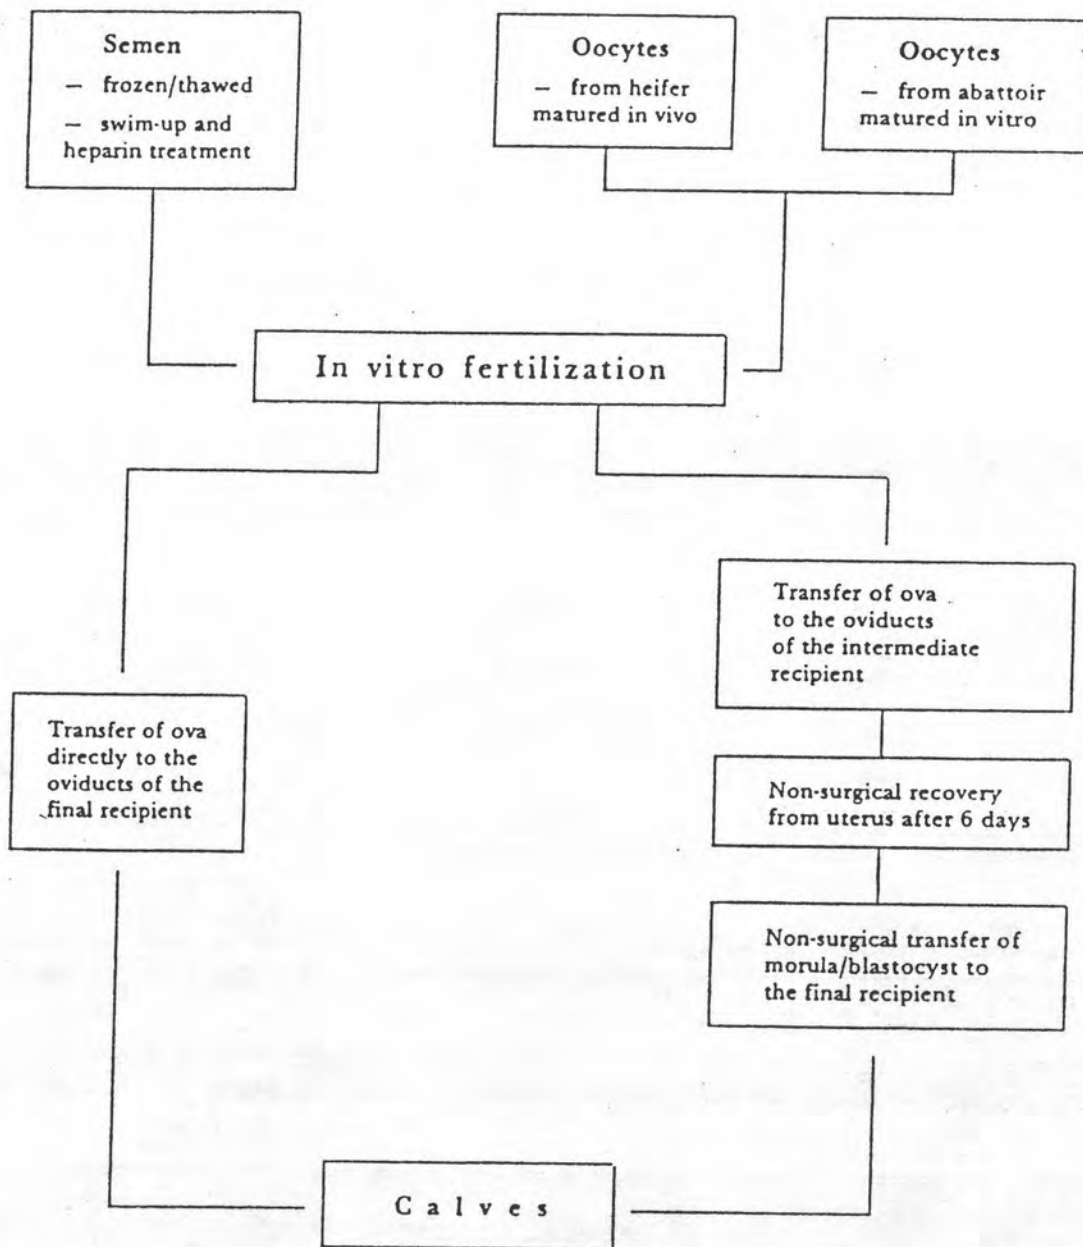 Semen
– frozen/thawed
– swim-up and
heparin treatment
Oocytes
– from heifer
matured in vivo
Oocytes
– from abattoir
matured in vitro
In vitro fertilization
Transfer of ova
directly to the
oviducts of the
final recipient
Transfer of ova
to the oviducts
of the intermediate
recipient
Non-surgical recovery
from uterus after 6 days
Non-surgical transfer of
morula/blastocyst to
the final recipient
Calves